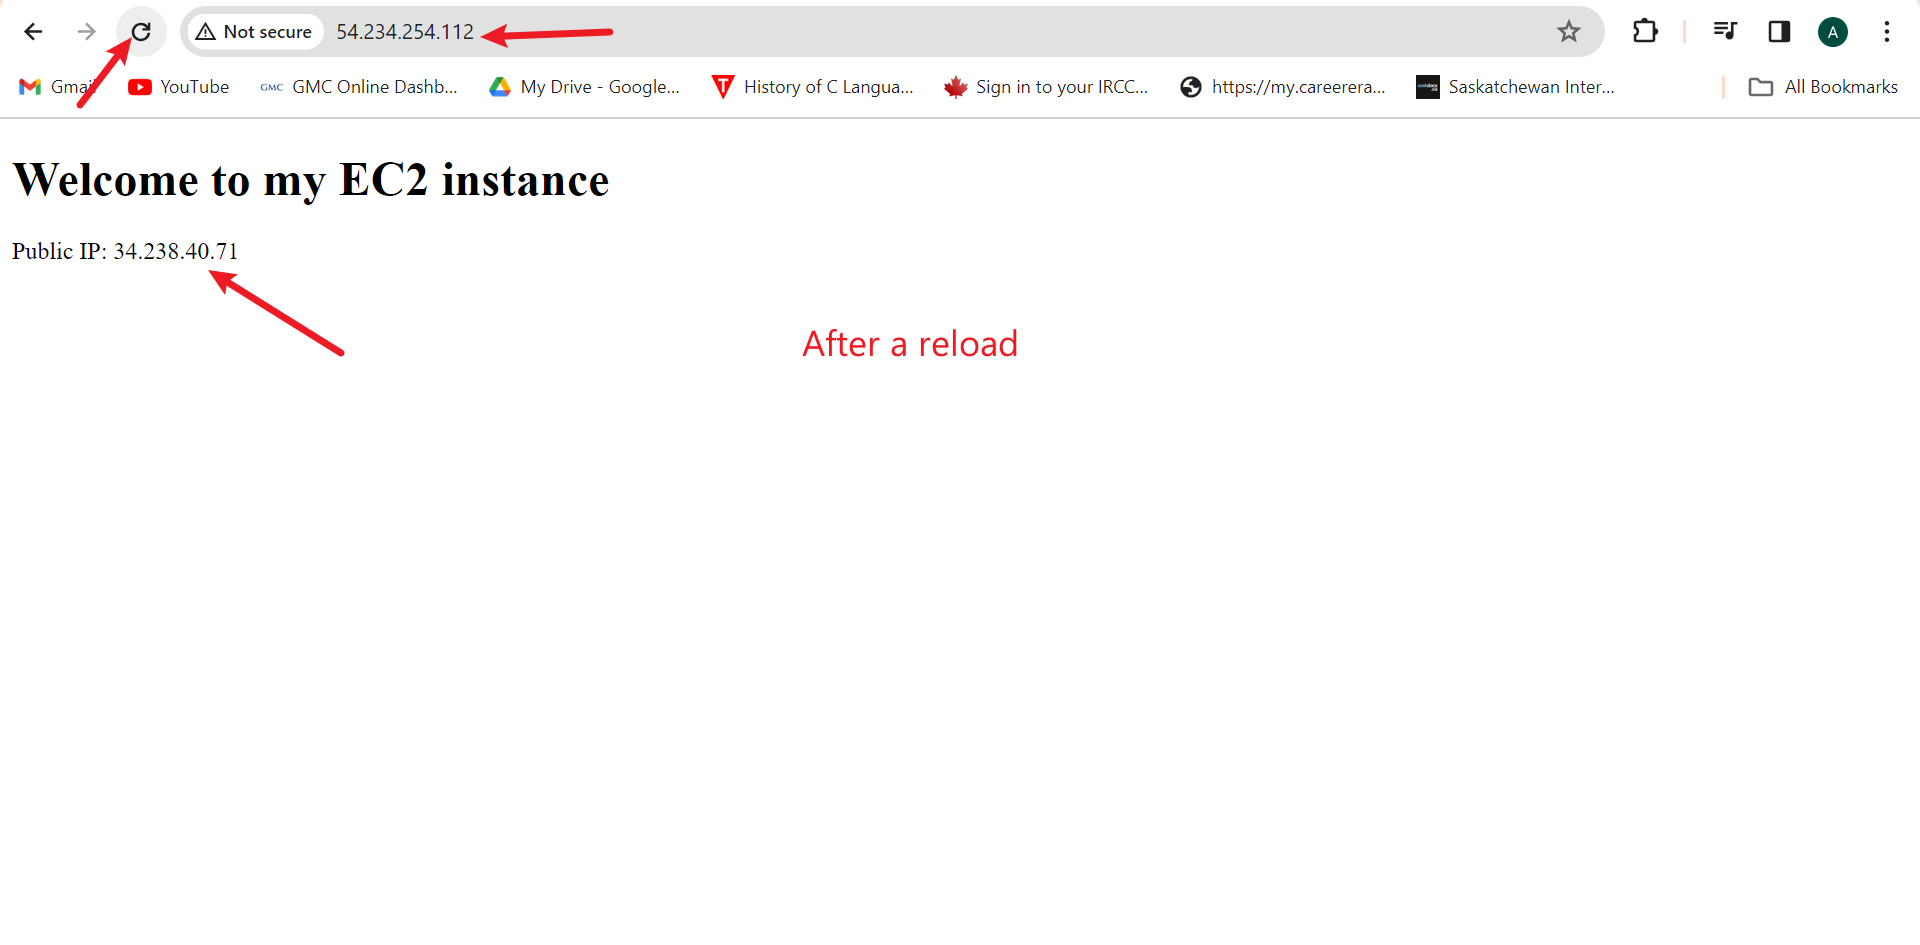 Not secure 54.234.254.112
Gmail YouTube GMC GMC Online Dashb... My Drive - Google... T History of C Langua... Sign in to your IRCC... https://my.careerera... Saskatchewan Inter... All Bookmarks
A
Welcome to my EC2 instance
Public IP: 34.238.40.71
After a reload